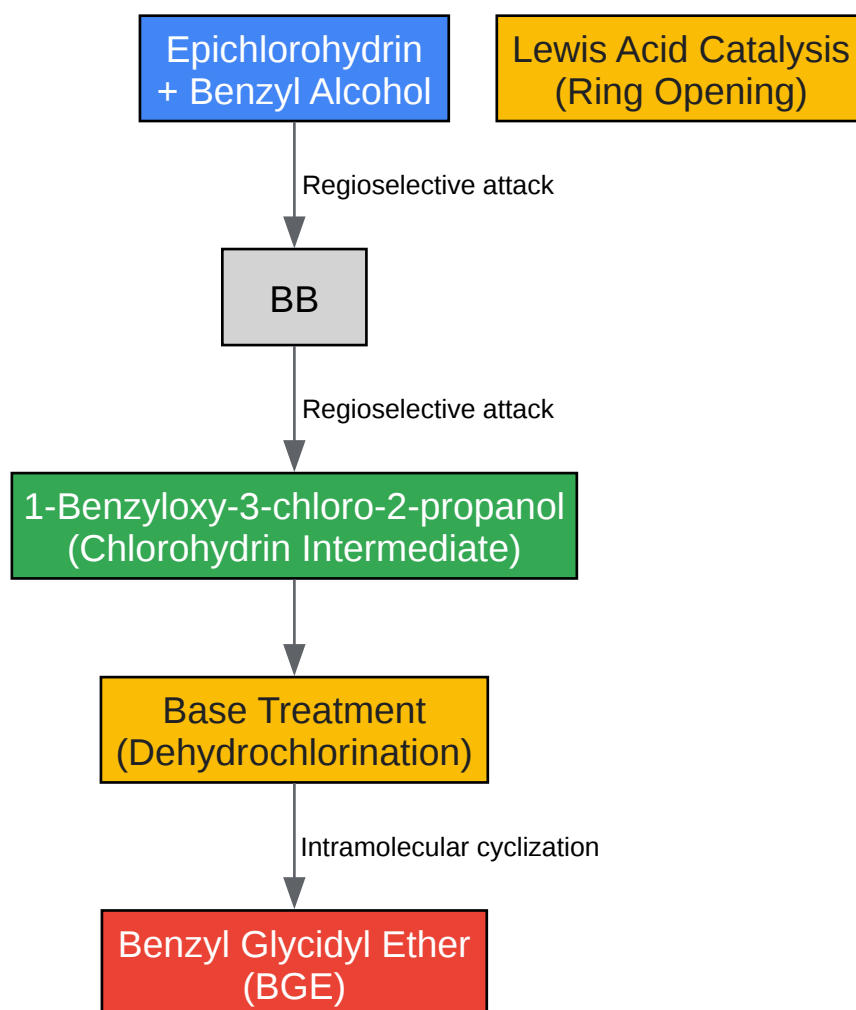 Epichlorohydrin
+ Benzyl Alcohol
Lewis Acid Catalysis
(Ring Opening)
Regioselective attack
BB
Regioselective attack
1-Benzyloxy-3-chloro-2-propanol
(Chlorohydrin Intermediate)
Base Treatment
(Dehydrochlorination)
Intramolecular cyclization
Benzyl Glycidyl Ether
(BGE)